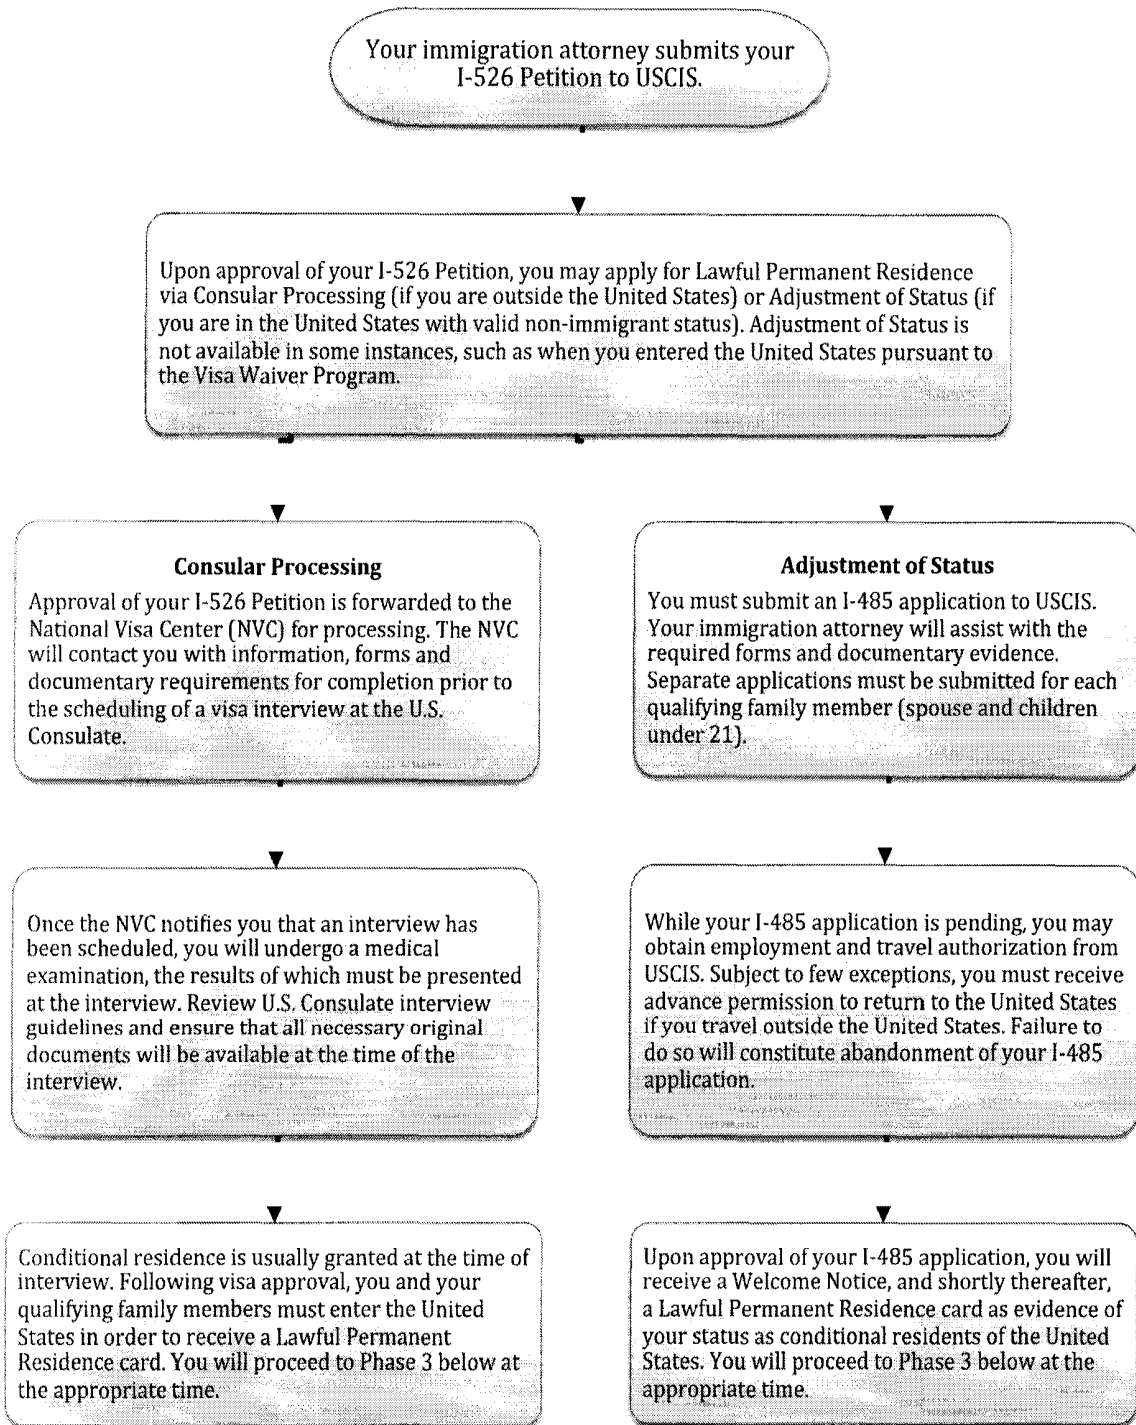 Your immigration attorney submits your
I-526 Petition to USCIS.
Upon approval of your I-526 Petition, you may apply for Lawful Permanent Residence
via Consular Processing (if you are outside the United States) or Adjustment of Status (if
you are in the United States with valid non-immigrant status). Adjustment of Status is
not available in some instances, such as when you entered the United States pursuant to
the Visa Waiver Program.
Consular Processing
Approval of your I-526 Petition is forwarded to the
National Visa Center (NVC) for processing. The NVC
will contact you with information, forms and
documentary requirements for completion prior to
the scheduling of a visa interview at the U.S.
Consulate.
Once the NVC notifies you that an interview has
been scheduled, you will undergo a medical
examination, the results of which must be presented
at the interview. Review U.S. Consulate interview
guidelines and ensure that all necessary original
documents will be available at the time of the
interview.
Conditional residence is usually granted at the time of
interview. Following visa approval, you and your
qualifying family members must enter the United
States in order to receive a Lawful Permanent
Residence card. You will proceed to Phase 3 below at
the appropriate time.
Adjustment of Status
You must submit an I-485 application to USCIS.
Your immigration attorney will assist with the
required forms and documentary evidence.
Separate applications must be submitted for each
qualifying family member (spouse and children
under 21).
While your I-485 application is pending, you may
obtain employment and travel authorization from
USCIS. Subject to few exceptions, you must receive
advance permission to return to the United States
if you travel outside the United States. Failure to
do so will constitute abandonment of your I-485
application.
Upon approval of your I-485 application, you will
receive a Welcome Notice, and shortly thereafter,
a Lawful Permanent Residence card as evidence of
your status as conditional residents of the United
States. You will proceed to Phase 3 below at the
appropriate time.